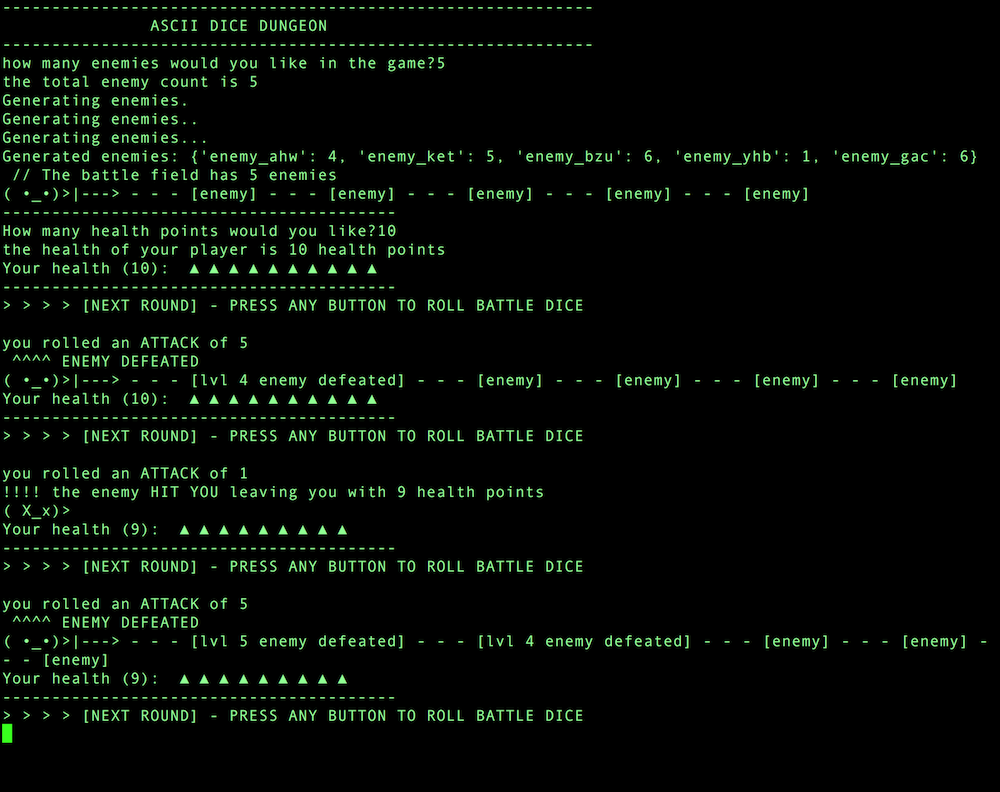 ------------------------------------------------------------
ASCII DICE DUNGEON
------------------------------------------------------------
how many enemies would you like in the game?5
the total enemy count is 5
Generating enemies.
Generating enemies..
Generating enemies...
Generated enemies: {'enemy_ahw': 4, 'enemy_ket': 5, 'enemy_bzu': 6, 'enemy_yhb': 1, 'enemy_gac': 6}
// The battle field has 5 enemies
( •_•)>|---> - - - [enemy] - - - [enemy] - - - [enemy] - - - [enemy] - - - [enemy]
----------------------------------------
How many health points would you like?10
the health of your player is 10 health points
Your health (10):  ▲ ▲ ▲ ▲ ▲ ▲ ▲ ▲ ▲ ▲
----------------------------------------
> > > > [NEXT ROUND] - PRESS ANY BUTTON TO ROLL BATTLE DICE
you rolled an ATTACK of 5
^^^^ ENEMY DEFEATED
( •_•)>|---> - - - [lvl 4 enemy defeated] - - - [enemy] - - - [enemy] - - - [enemy] - - - [enemy]
Your health (10):  ▲ ▲ ▲ ▲ ▲ ▲ ▲ ▲ ▲ ▲
----------------------------------------
> > > > [NEXT ROUND] - PRESS ANY BUTTON TO ROLL BATTLE DICE
you rolled an ATTACK of 1
!!!! the enemy HIT YOU leaving you with 9 health points
( X_x)>
Your health (9):  ▲ ▲ ▲ ▲ ▲ ▲ ▲ ▲ ▲
----------------------------------------
> > > > [NEXT ROUND] - PRESS ANY BUTTON TO ROLL BATTLE DICE
you rolled an ATTACK of 5
^^^^ ENEMY DEFEATED
( •_•)>|---> - - - [lvl 5 enemy defeated] - - - [lvl 4 enemy defeated] - - - [enemy] - - - [enemy] -
- - [enemy]
Your health (9):  ▲ ▲ ▲ ▲ ▲ ▲ ▲ ▲ ▲
----------------------------------------
> > > > [NEXT ROUND] - PRESS ANY BUTTON TO ROLL BATTLE DICE